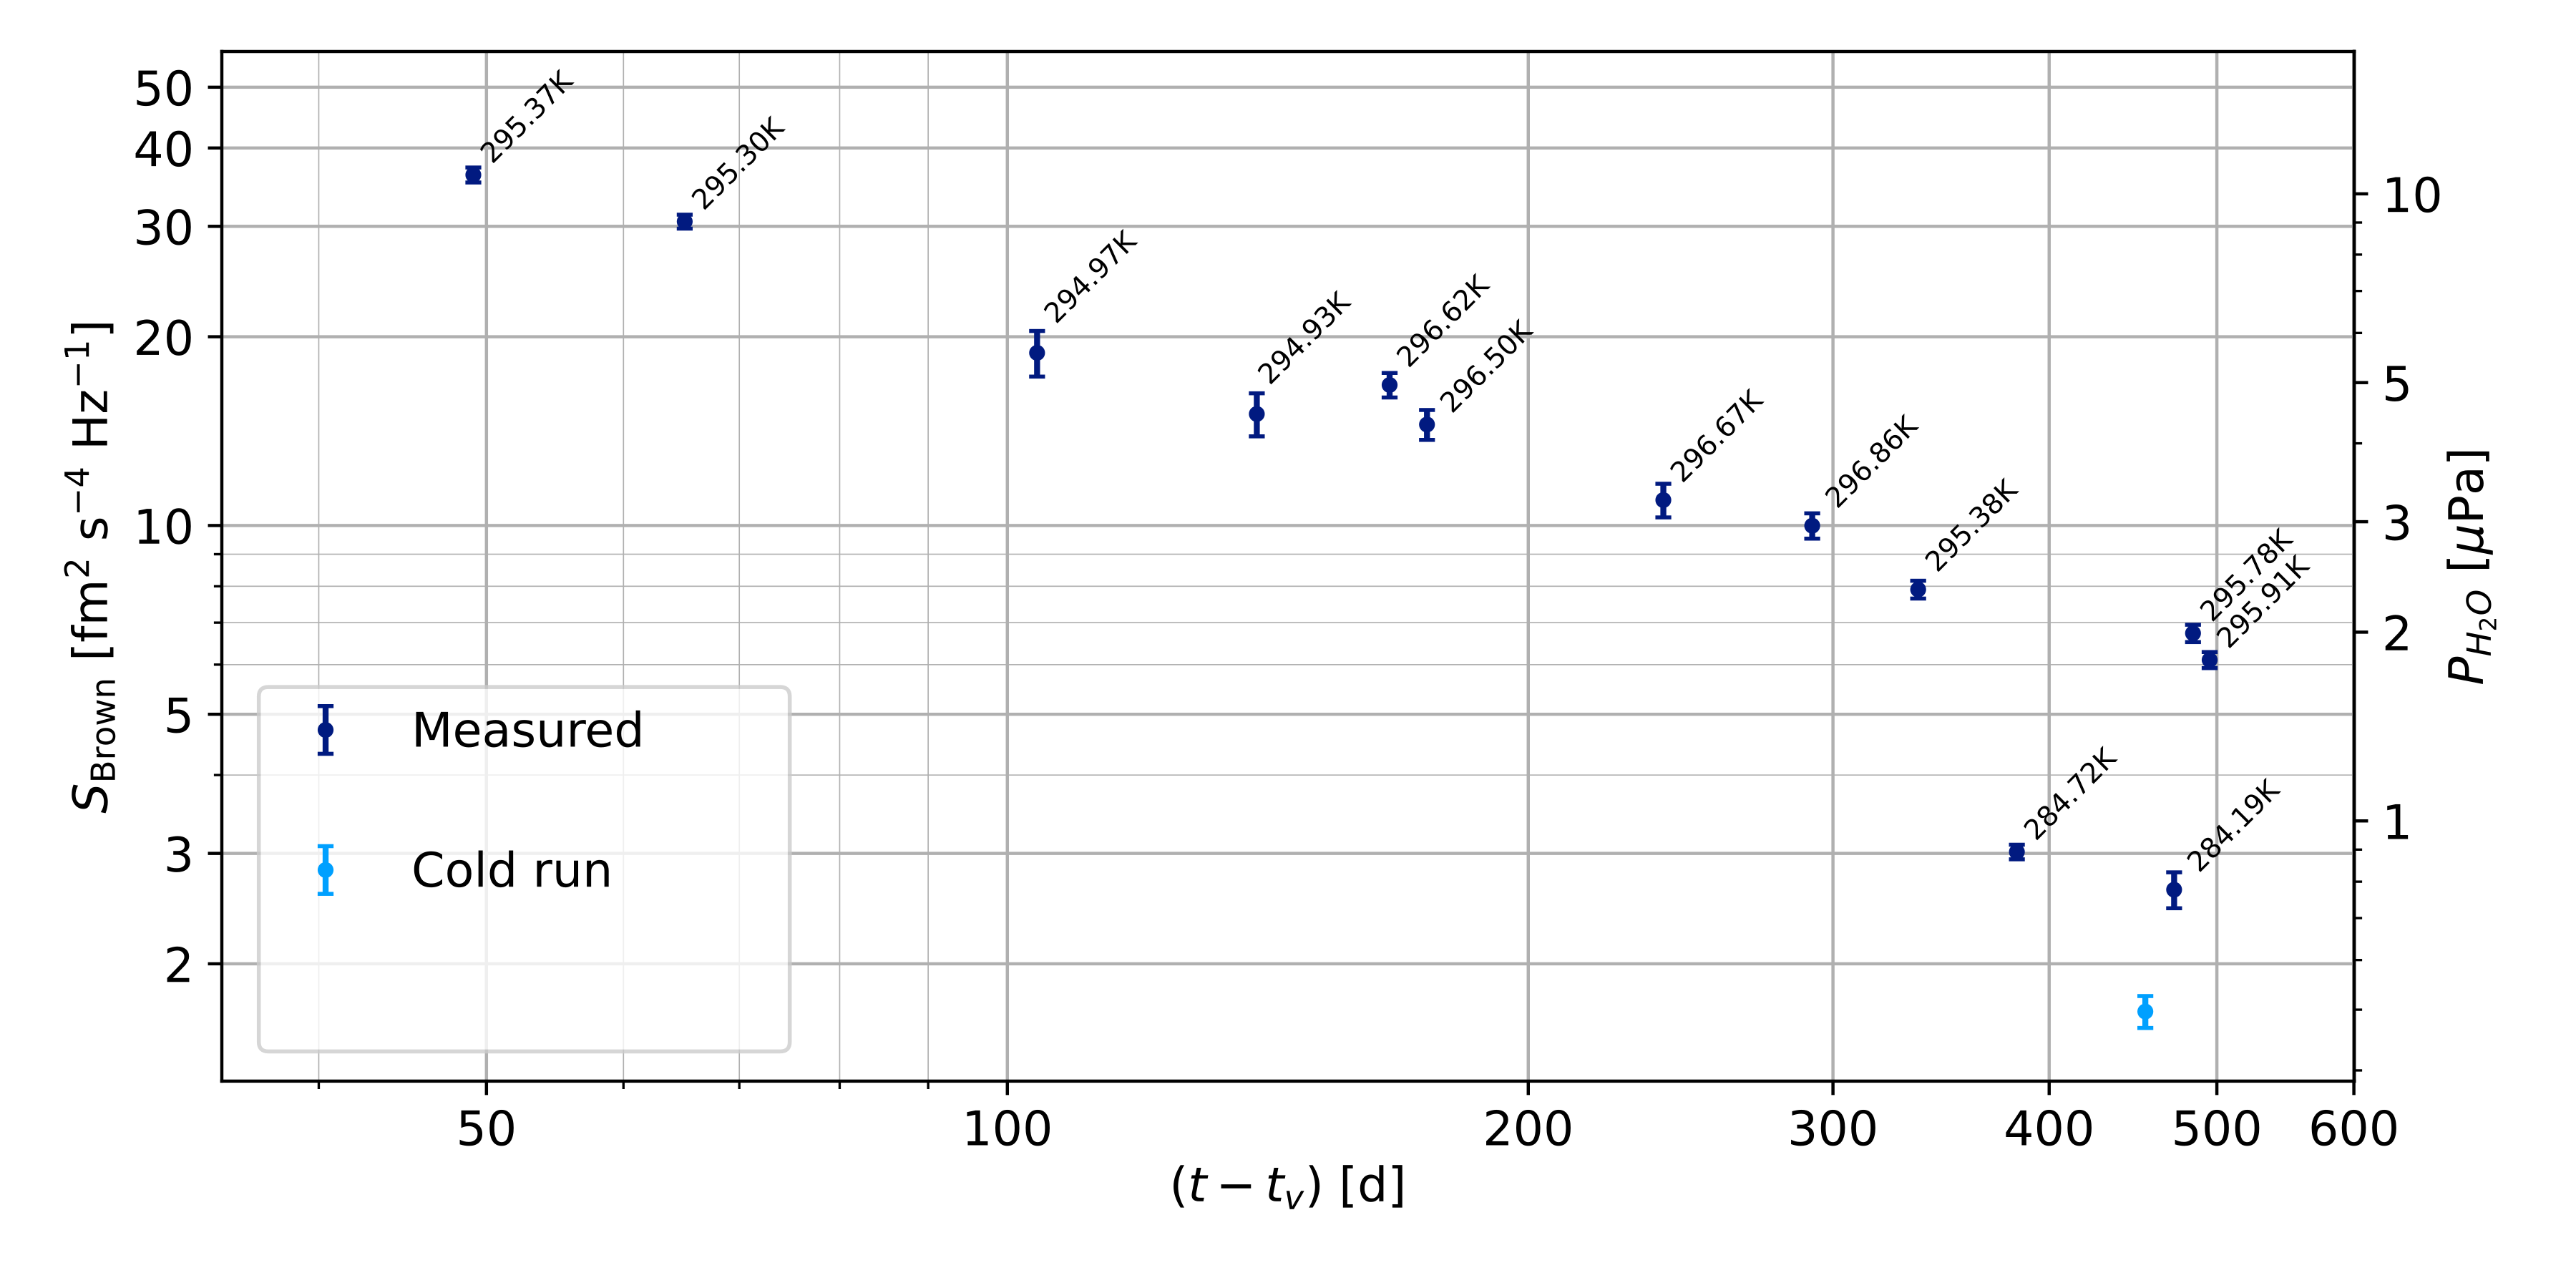 50
40
30
20
10
5
3
2
S_Brown [fm² s⁻⁴ Hz⁻¹]
295.37K
295.30K
294.97K
294.93K
296.62K
296.50K
296.67K
296.86K
295.38K
295.78K
295.91K
284.72K
284.19K
Measured
Cold run
10
5
3
2
1
P_H₂O [μPa]
50 100 200 300 400 500 600
(t − t_v) [d]